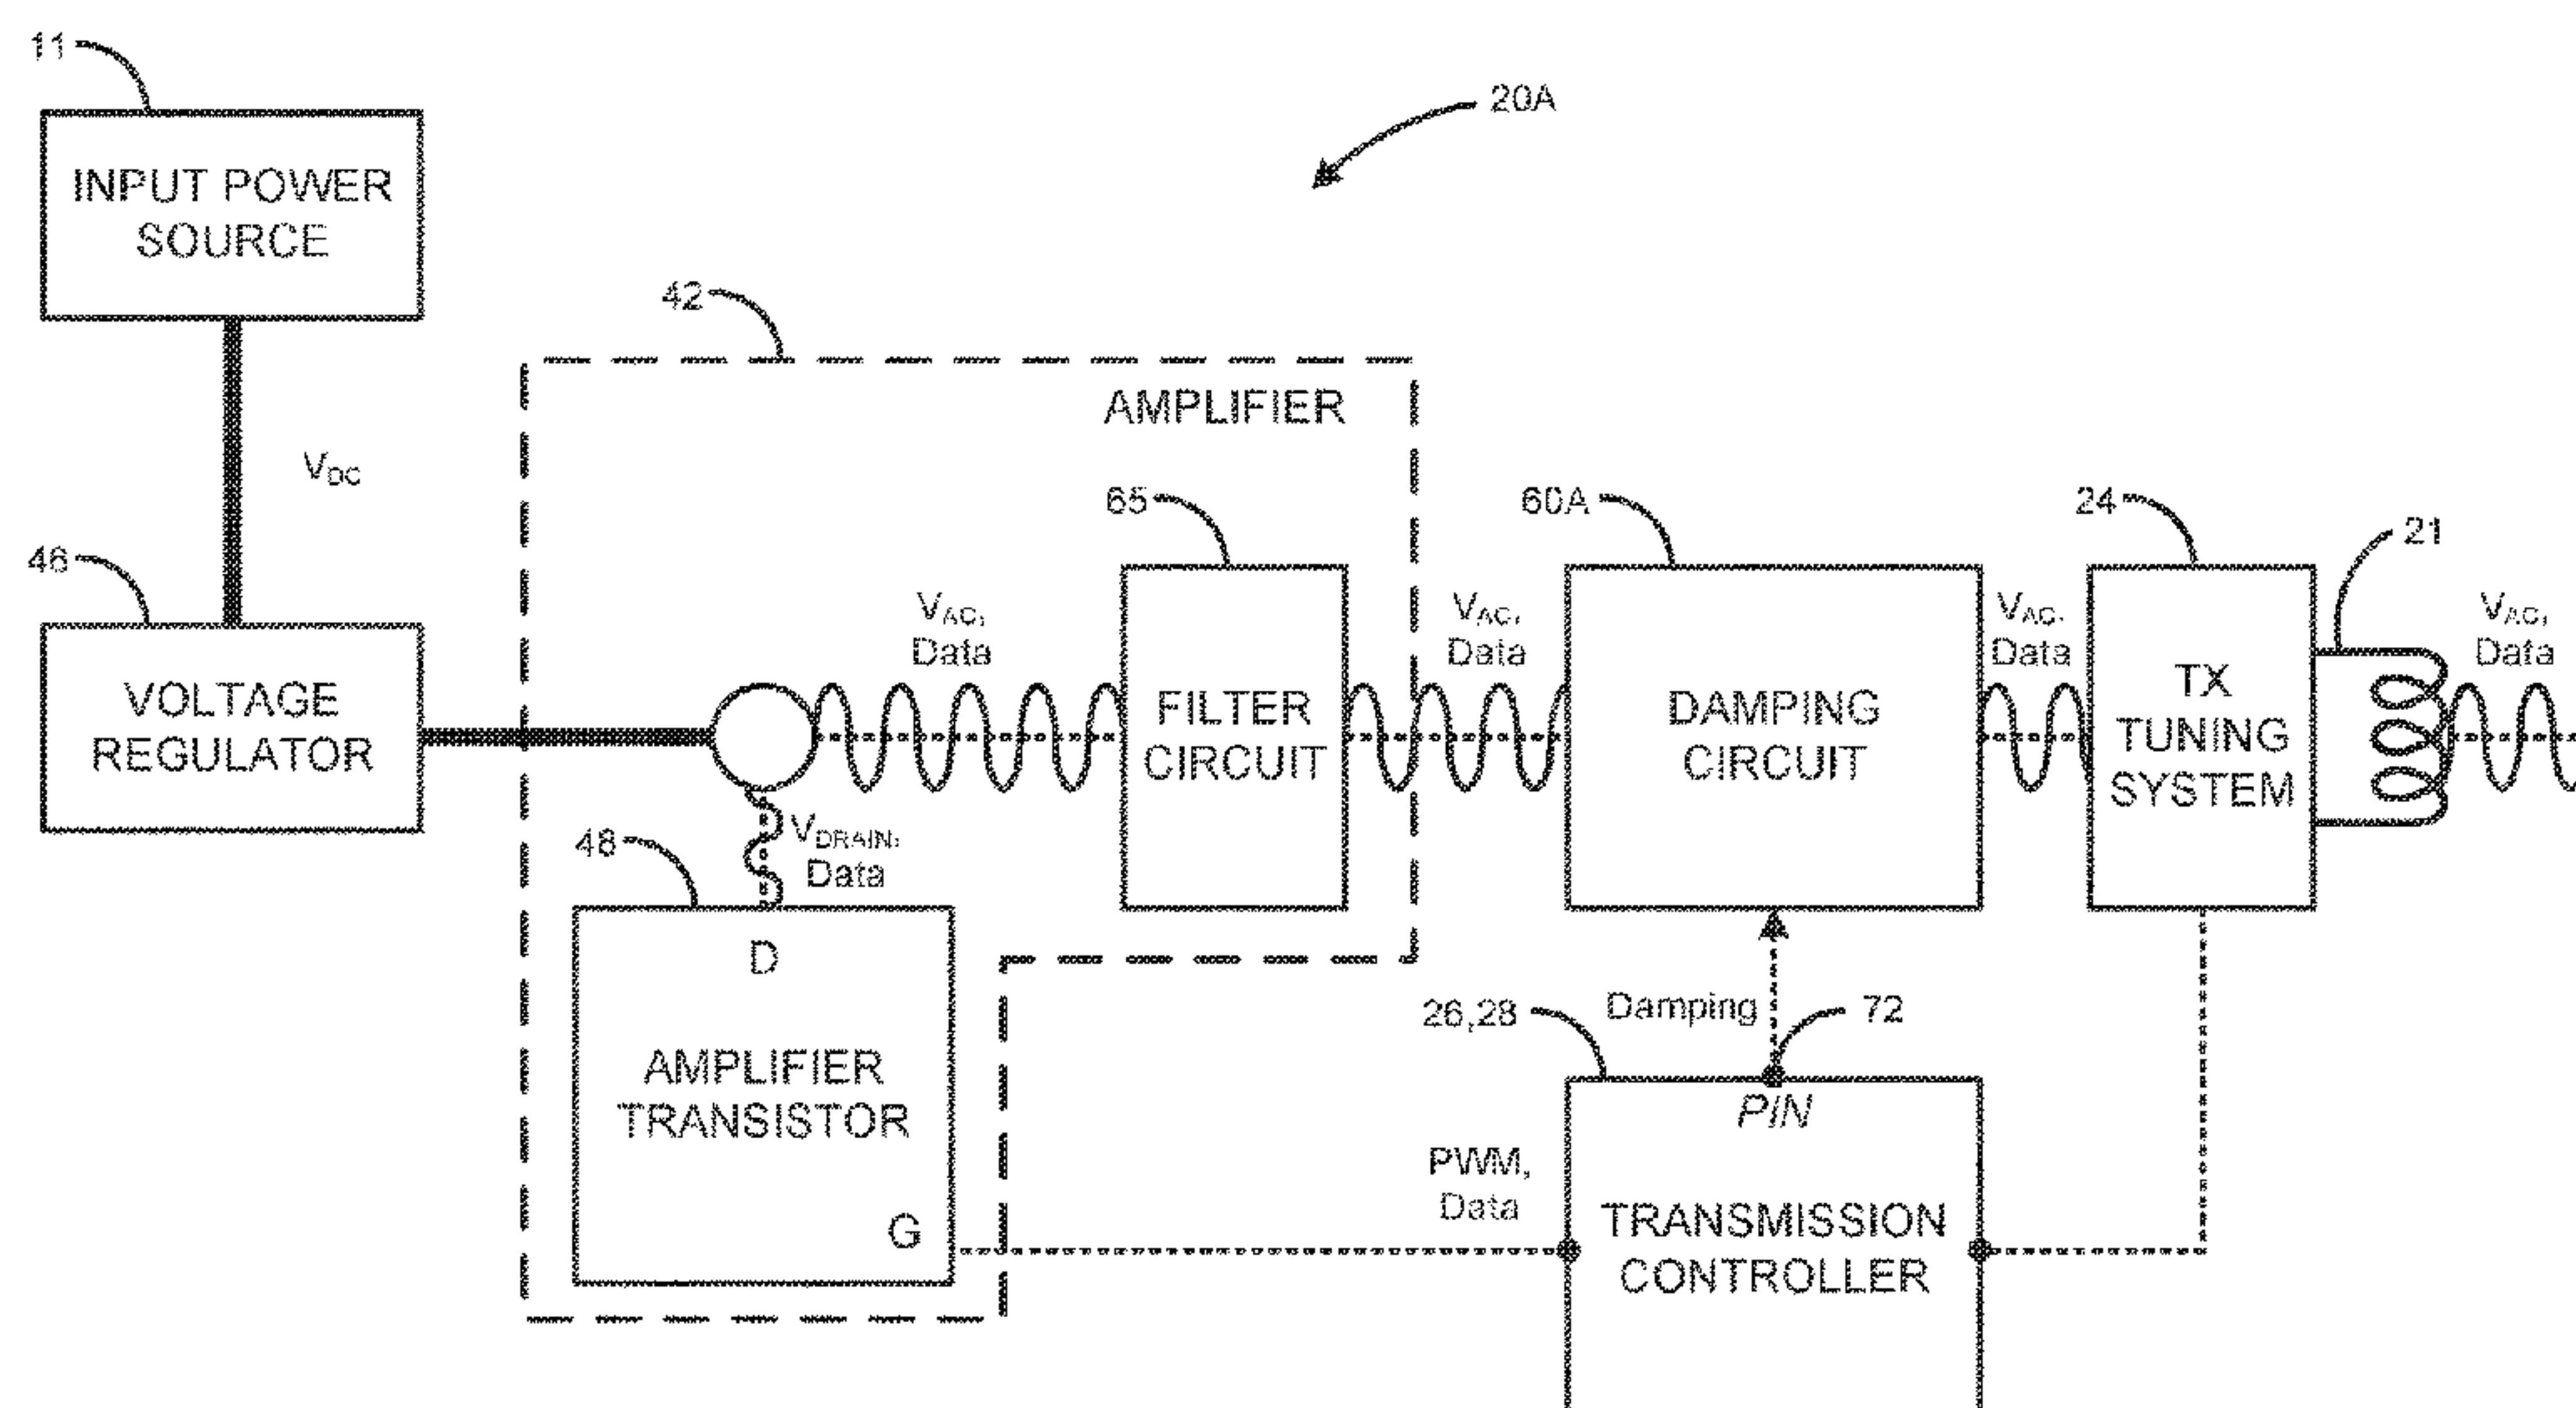 11
20A
INPUT POWER
SOURCE
42
AMPLIFIER
VDC
65
60A
24
21
46
VAC,
Data
VAC,
Data
VAC,
Data
VAC,
Data
VOLTAGE
REGULATOR
FILTER
CIRCUIT
DAMPING
CIRCUIT
TX
TUNING
SYSTEM
48
VDRAIN,
Data
D
AMPLIFIER
TRANSISTOR
G
26,28
Damping
72
PIN
PWM,
Data
TRANSMISSION
CONTROLLER